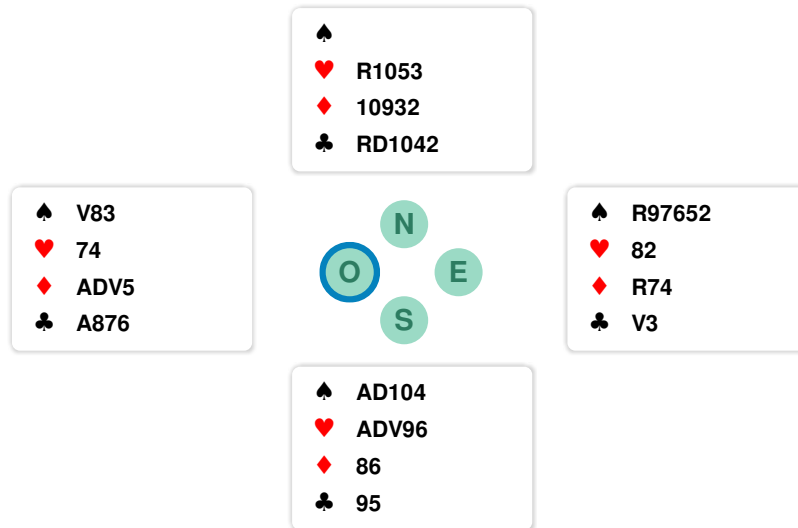 ♠
♥ R1053
♦ 10932
♣ RD1042
♠ V83
♥ 74
♦ ADV5
♣ A876
N
O E
S
♠ R97652
♥ 82
♦ R74
♣ V3
♠ AD104
♥ ADV96
♦ 86
♣ 95